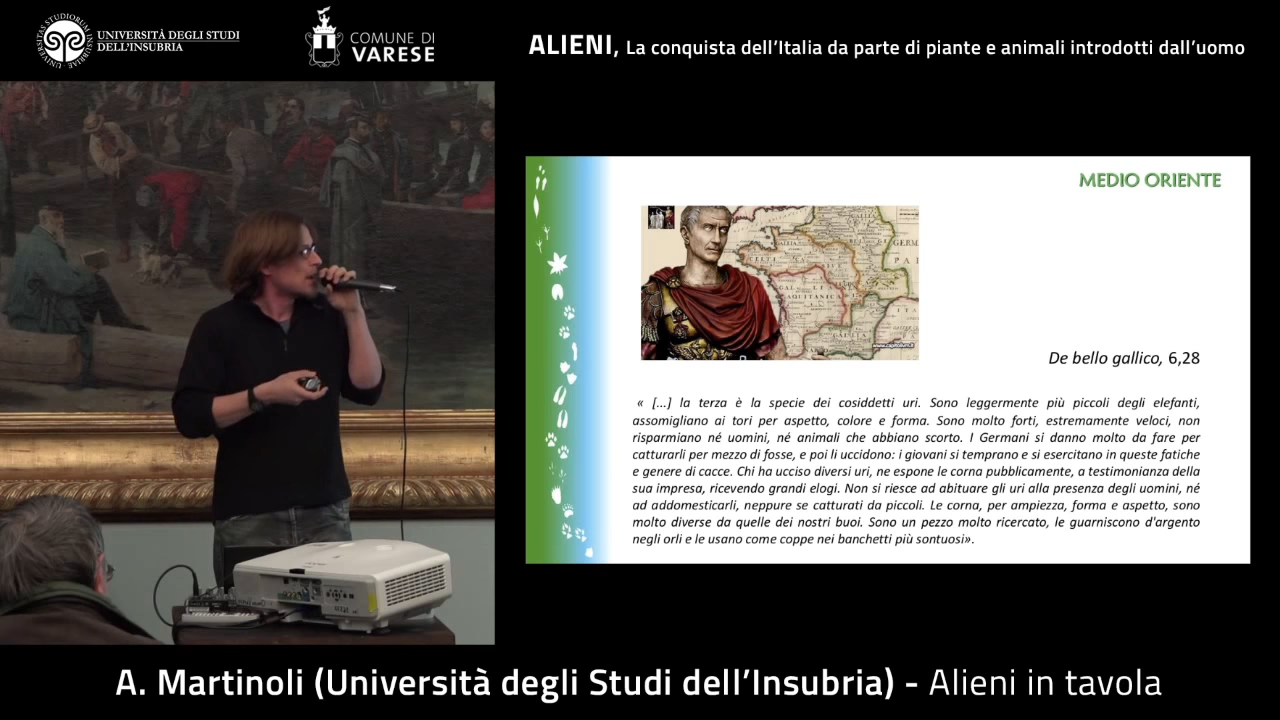 UNIVERSITÀ DEGLI STUDI
DELL'INSUBRIA
COMUNE DI
VARESE
ALIENI, La conquista dell'Italia da parte di piante e animali introdotti dall'uomo
MEDIO ORIENTE
De bello gallico, 6,28
« [...] la terza è la specie dei cosiddetti uri. Sono leggermente più piccoli degli elefanti,
assomigliano ai tori per aspetto, colore e forma. Sono molto forti, estremamente veloci, non
risparmiano né uomini, né animali che abbiano scorto. I Germani si danno molto da fare per
catturarli per mezzo di fosse, e poi li uccidono: i giovani si temprano e si esercitano in queste fatiche
e genere di cacce. Chi ha ucciso diversi uri, ne espone le corna pubblicamente, a testimonianza della
sua impresa, ricevendo grandi elogi. Non si riesce ad abituare gli uri alla presenza degli uomini, né
ad addomesticarli, neppure se catturati da piccoli. Le corna, per ampiezza, forma e aspetto, sono
molto diverse da quelle dei nostri buoi. Sono un pezzo molto ricercato, le guarniscono d'argento
negli orli e le usano come coppe nei banchetti più sontuosi».
A. Martinoli (Università degli Studi dell'Insubria) - Alieni in tavola